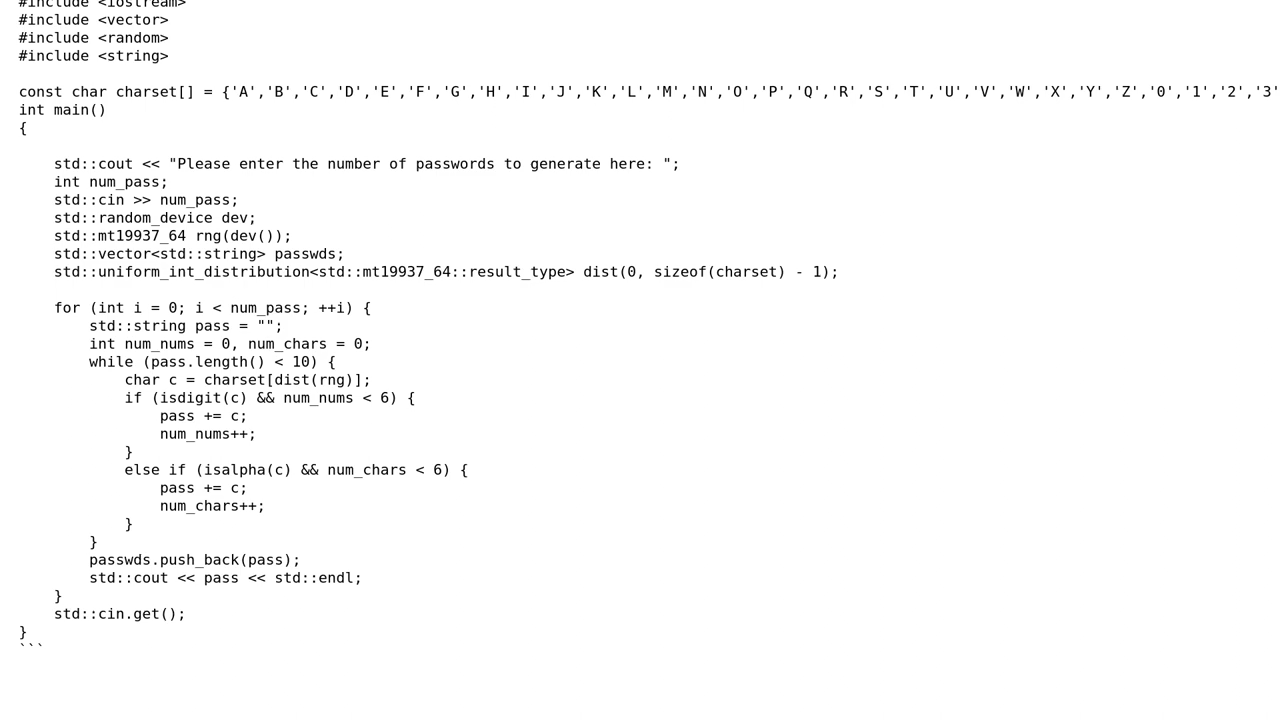 #include <iostream>
#include <vector>
#include <random>
#include <string>

const char charset[] = {'A','B','C','D','E','F','G','H','I','J','K','L','M','N','O','P','Q','R','S','T','U','V','W','X','Y','Z','0','1','2','3'
int main()
{

    std::cout << "Please enter the number of passwords to generate here: ";
    int num_pass;
    std::cin >> num_pass;
    std::random_device dev;
    std::mt19937_64 rng(dev());
    std::vector<std::string> passwds;
    std::uniform_int_distribution<std::mt19937_64::result_type> dist(0, sizeof(charset) - 1);

    for (int i = 0; i < num_pass; ++i) {
        std::string pass = "";
        int num_nums = 0, num_chars = 0;
        while (pass.length() < 10) {
            char c = charset[dist(rng)];
            if (isdigit(c) && num_nums < 6) {
                pass += c;
                num_nums++;
            }
            else if (isalpha(c) && num_chars < 6) {
                pass += c;
                num_chars++;
            }
        }
        passwds.push_back(pass);
        std::cout << pass << std::endl;
    }
    std::cin.get();
}
```